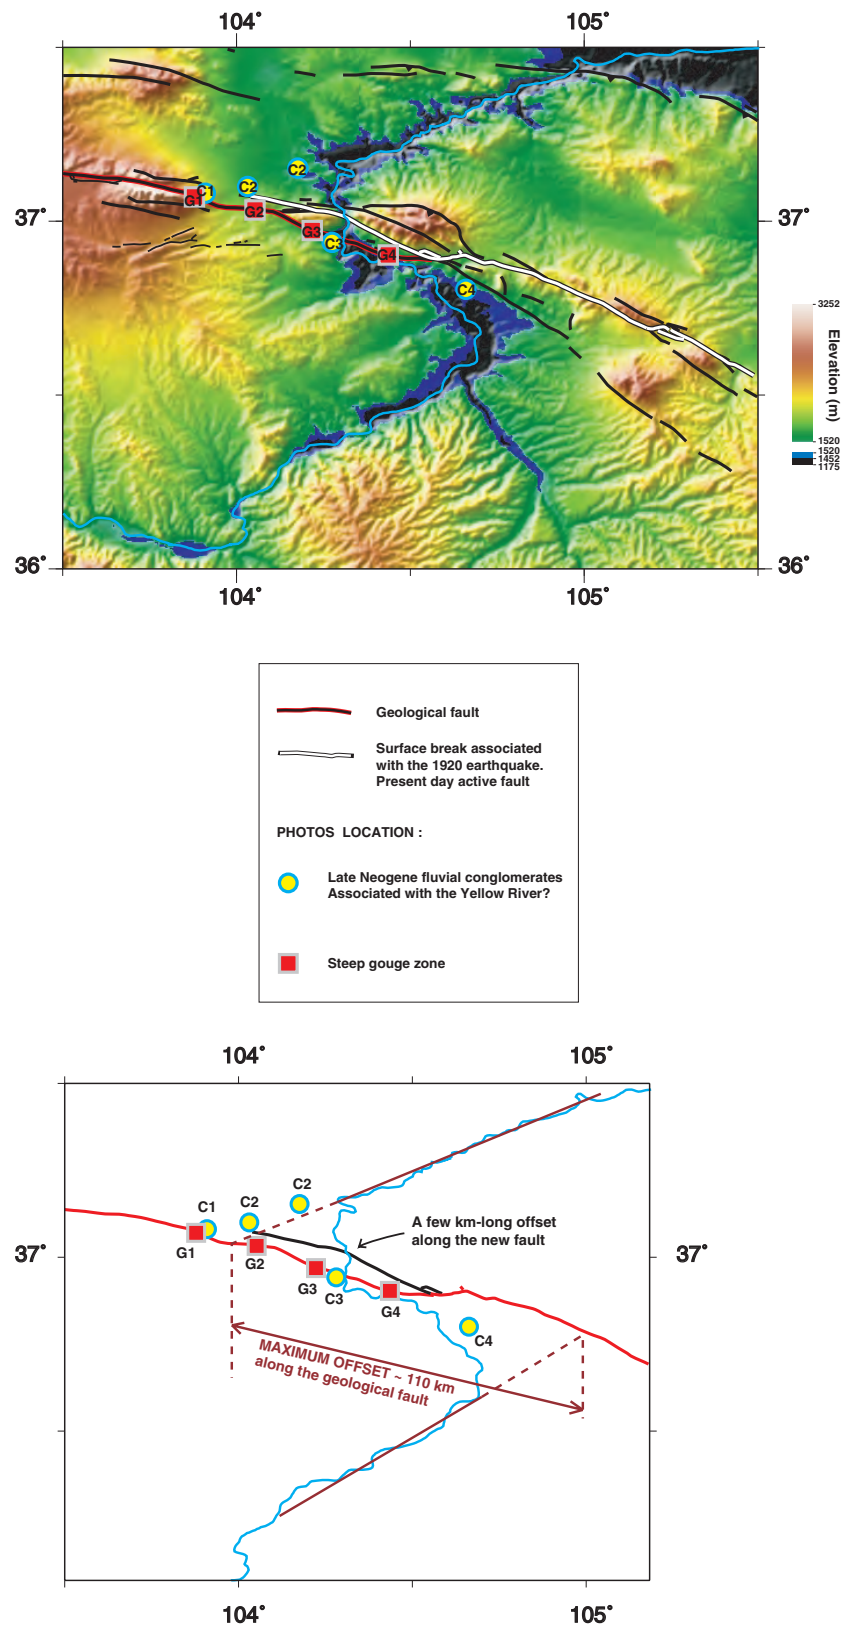 104°
105°
C2
C2
C1
G1
G2
G3
C3
G4
C4
37°
37°
3252
Elevation (m)
1520
1520
1452
1175
36°
36°
104°
105°
Geological fault
Surface break associated
with the 1920 earthquake.
Present day active fault
PHOTOS LOCATION :
Late Neogene fluvial conglomerates
Associated with the Yellow River?
Steep gouge zone
104°
105°
C2
C2
C1
G1
G2
A few km-long offset
along the new fault
37°
37°
G3
C3
G4
C4
MAXIMUM OFFSET ~ 110 km
along the geological fault
104°
105°